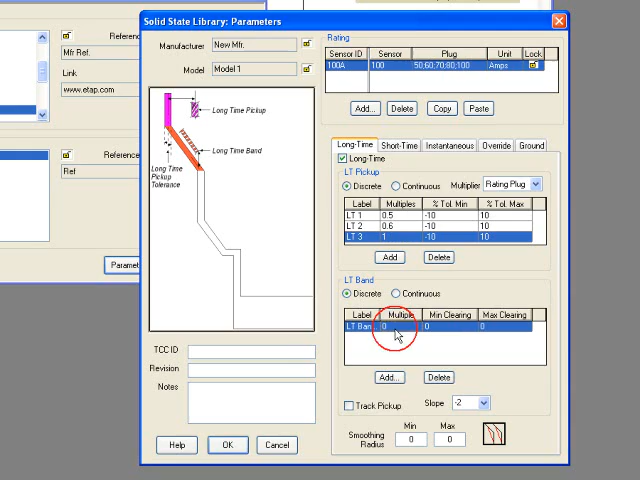 Solid State Library: Parameters
Reference
Mfr Ref.
Link
www.etap.com
Reference
Ref
Paramet
Manufacturer
New Mfr.
Model
Model 1
Long Time Pickup
Long Time Band
Long Time
Pickup
Tolerance
TCC ID
Revision
Notes
Help
OK
Cancel
Rating
Sensor ID Sensor Plug Unit Lock
100A 100 50;60;70;80;100 Amps
Add... Delete Copy Paste
Long-Time Short-Time Instantaneous Override Ground
Long-Time
LT Pickup
Discrete Continuous Multiplier Rating Plug
Label Multiples % Tol. Min % Tol. Max
LT 1 0.5 -10 10
LT 2 0.6 -10 10
LT 3 1 -10 10
Add Delete
LT Band
Discrete Continuous
Label Multiple Min Clearing Max Clearing
LT Ban... 0 0 0
Add... Delete
Track Pickup Slope -2
Min Max
Smoothing
Radius
0 0